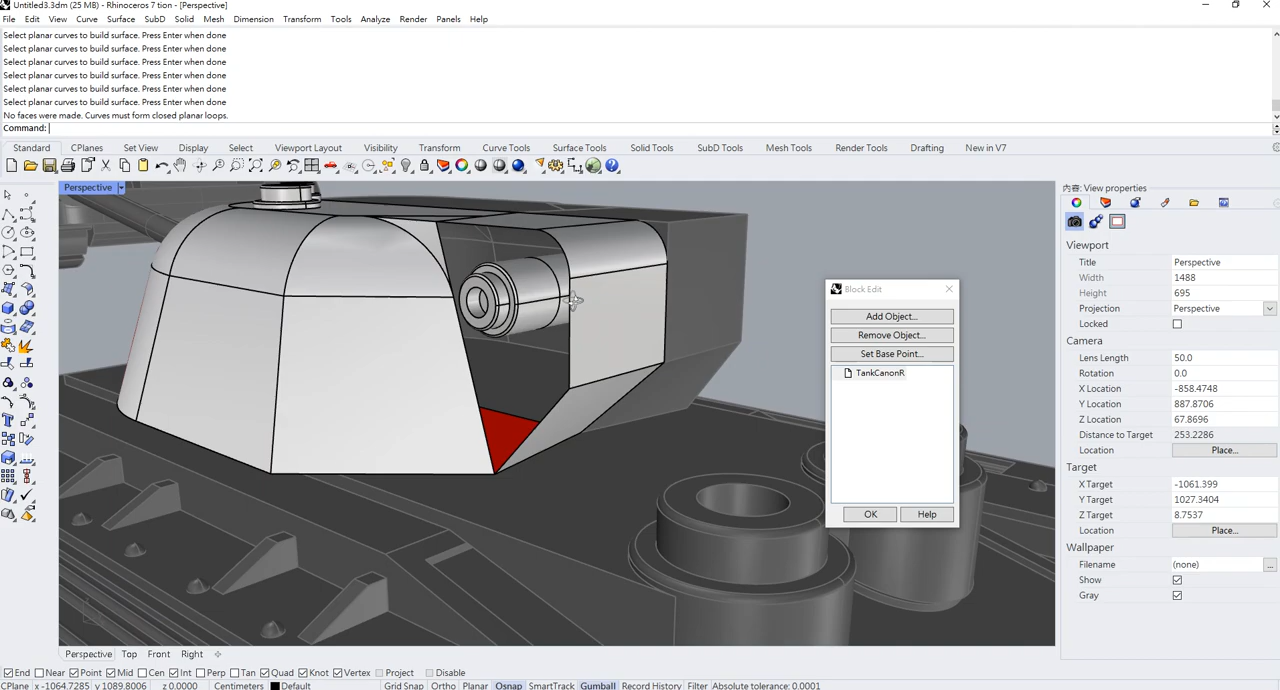 Untitled3.3dm (25 MB) - Rhinoceros 7 tion - [Perspective]
File Edit View Curve Surface SubD Solid Mesh Dimension Transform Tools Analyze Render Panels Help
Select planar curves to build surface. Press Enter when done
Select planar curves to build surface. Press Enter when done
Select planar curves to build surface. Press Enter when done
Select planar curves to build surface. Press Enter when done
Select planar curves to build surface. Press Enter when done
Select planar curves to build surface. Press Enter when done
No faces were made. Curves must form closed planar loops.
Command:
Standard CPlanes Set View Display Select Viewport Layout Visibility Transform Curve Tools Surface Tools Solid Tools SubD Tools Mesh Tools Render Tools Drafting New in V7
Perspective
Block Edit
Add Object...
Remove Object...
Set Base Point...
TankCanonR
OK Help
內容: View properties
Viewport
Title Perspective
Width 1488
Height 695
Projection Perspective
Locked
Camera
Lens Length 50.0
Rotation 0.0
X Location -858.4748
Y Location 887.8706
Z Location 67.8696
Distance to Target 253.2286
Location Place...
Target
X Target -1061.399
Y Target 1027.3404
Z Target 8.7537
Location Place...
Wallpaper
Filename (none) ...
Show
Gray
Perspective Top Front Right
End Near Point Mid Cen Int Perp Tan Quad Knot Vertex Project Disable
CPlane x -1064.7285 y 1089.8006 z 0.0000 Centimeters Default Grid Snap Ortho Planar Osnap SmartTrack Gumball Record History Filter Absolute tolerance: 0.0001